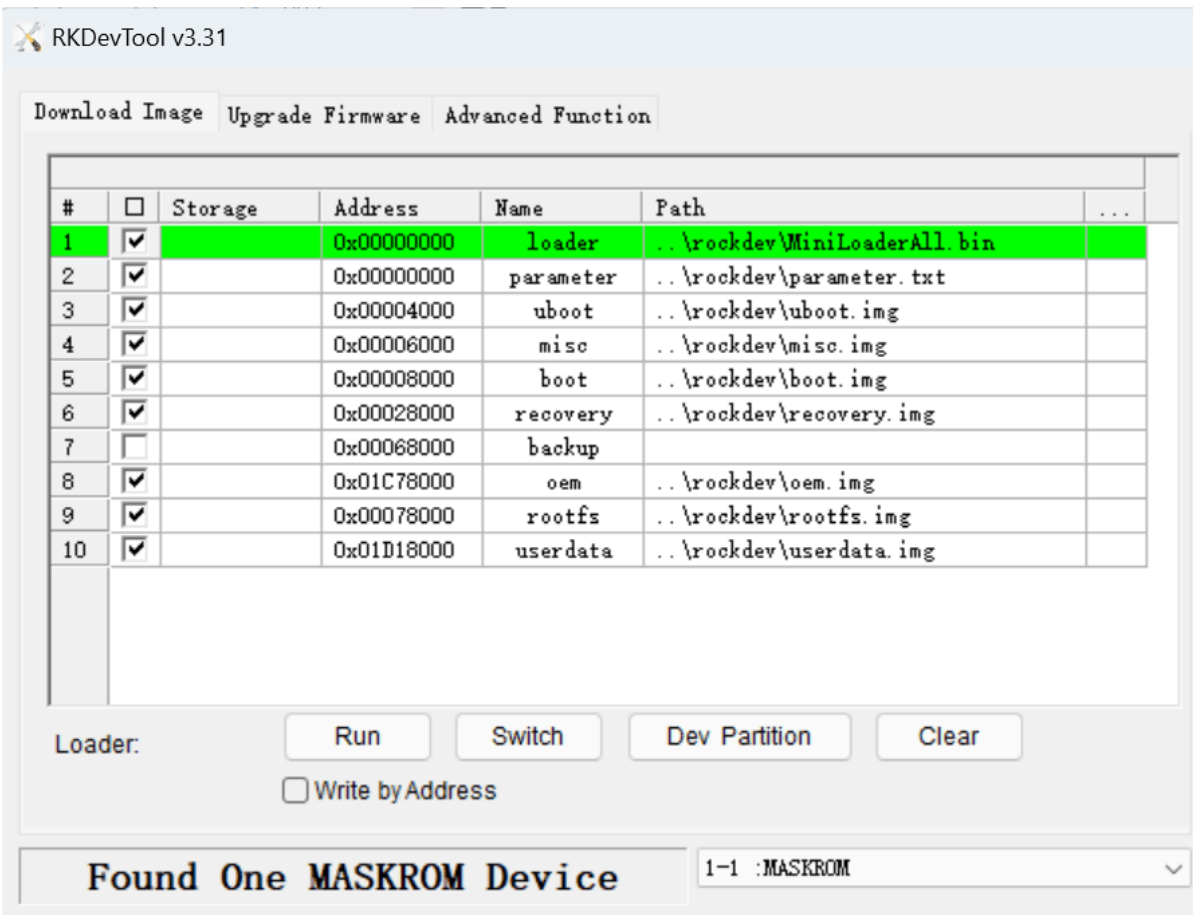 RKDevTool v3.31
Download Image Upgrade Firmware Advanced Function
# Storage Address Name Path ...
1 0x00000000 loader ..\rockdev\MiniLoaderAll.bin
2 0x00000000 parameter ..\rockdev\parameter.txt
3 0x00004000 uboot ..\rockdev\uboot.img
4 0x00006000 misc ..\rockdev\misc.img
5 0x00008000 boot ..\rockdev\boot.img
6 0x00028000 recovery ..\rockdev\recovery.img
7 0x00068000 backup
8 0x01C78000 oem ..\rockdev\oem.img
9 0x00078000 rootfs ..\rockdev\rootfs.img
10 0x01D18000 userdata ..\rockdev\userdata.img
Loader: Run Switch Dev Partition Clear
Write by Address
Found One MASKROM Device 1-1 :MASKROM